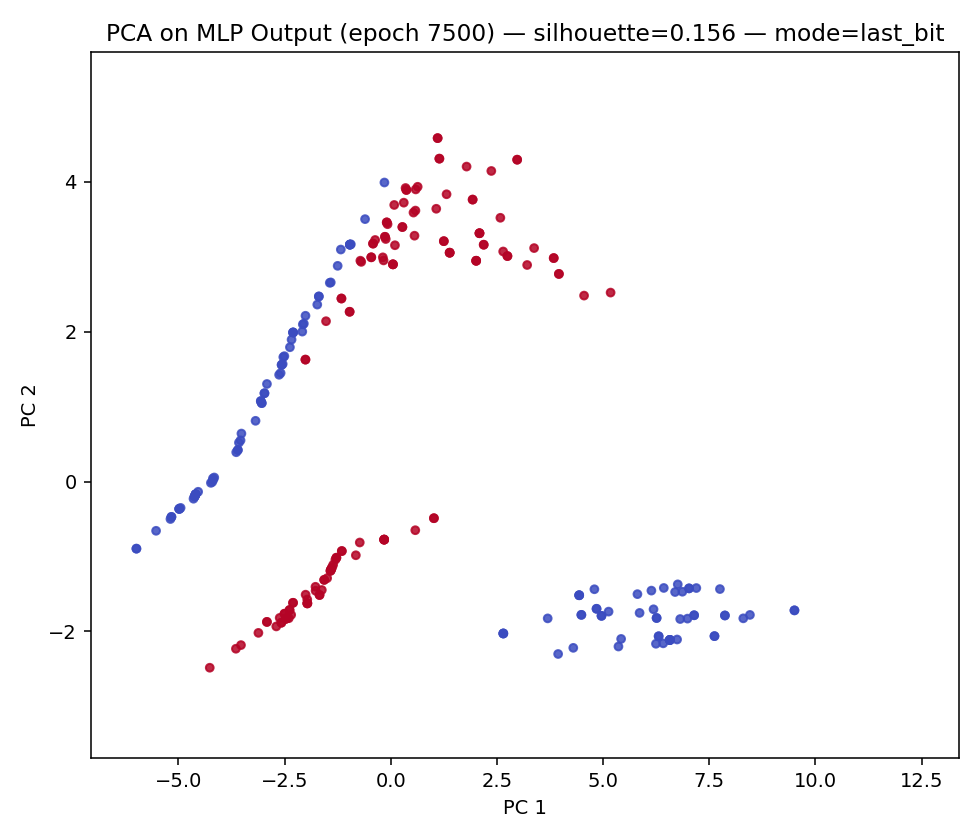 PCA on MLP Output (epoch 7500) — silhouette=0.156 — mode=last_bit
PC 2
4
2
0
−2
−5.0 −2.5 0.0 2.5 5.0 7.5 10.0 12.5
PC 1